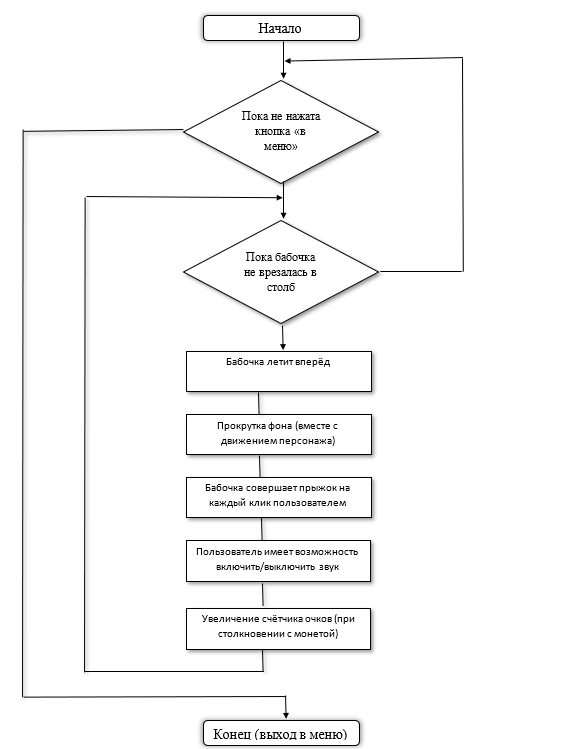 Начало
Пока не нажата
кнопка «в
меню»
Пока бабочка
не врезалась в
столб
Бабочка летит вперёд
Прокрутка фона (вместе с
движением персонажа)
Бабочка совершает прыжок на
каждый клик пользователем
Пользователь имеет возможность
включить/выключить звук
Увеличение счётчика очков (при
столкновении с монетой)
Конец (выход в меню)